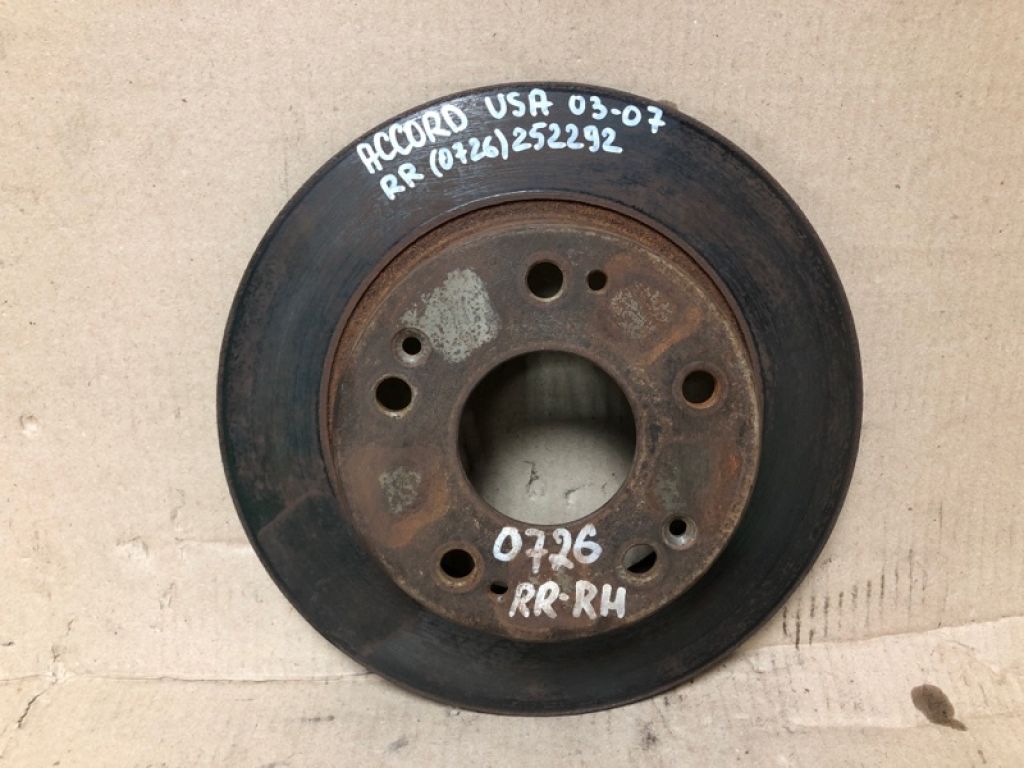 ACCORD USA 03-07
RR (0726) 252292
0726
RR-RH